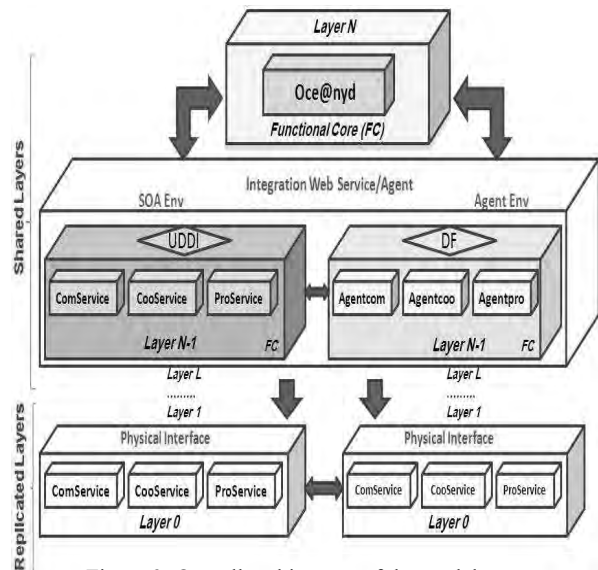 Layer N
Oce@nyd
Functional Core (FC)
Shared Layers
Integration Web Service/Agent
SOA Env
Agent Env
UDDI
DF
ComService
CooService
ProService
Agentcom
Agentcoo
Agentpro
Layer N-1
FC
Layer N-1
FC
Layer L
..........
Layer 1
Layer L
..........
Layer 1
Replicated Layers
Physical Interface
Physical Interface
ComService
CooService
ProService
ComService
CooService
ProService
Layer 0
Layer 0